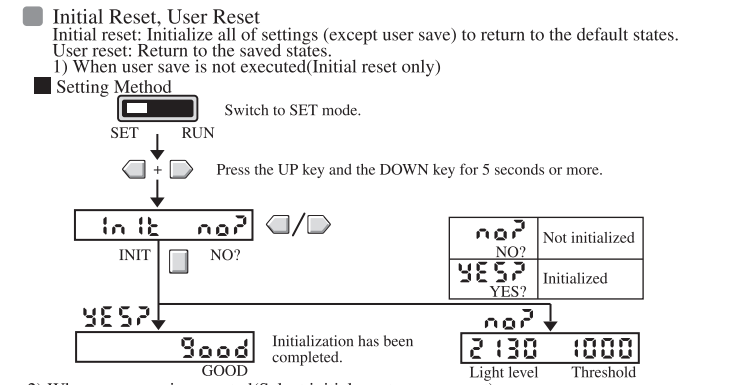 Initial Reset, User Reset
Initial reset: Initialize all of settings (except user save) to return to the default states.
User reset: Return to the saved states.
1) When user save is not executed(Initial reset only)
Setting Method
Switch to SET mode.
SET RUN
+ Press the UP key and the DOWN key for 5 seconds or more.
Init no? /
INIT NO?
no? Not initialized
NO?
YES? Initialized
YES?
YES?
no?
good
GOOD
Initialization has been
completed.
2130 1000
Light level Threshold